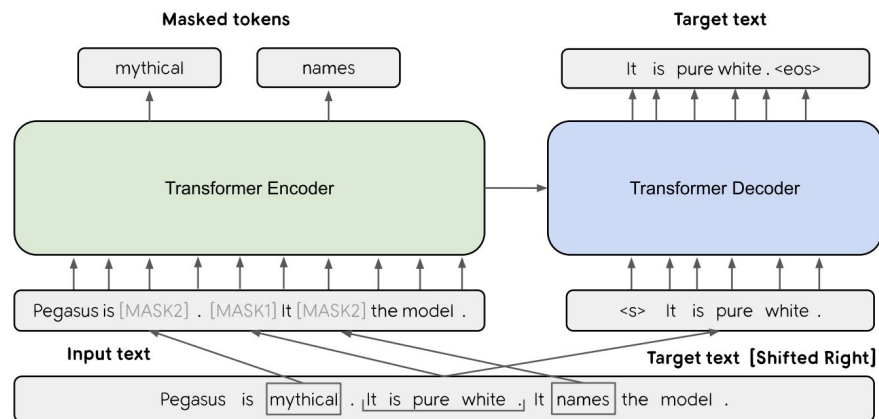 Masked tokens
Target text
mythical
names
It is pure white . <eos>
Transformer Encoder
Transformer Decoder
Pegasus is [MASK2] . [MASK1] It [MASK2] the model .
<s> It is pure white .
Input text
Target text [Shifted Right]
Pegasus is mythical . It is pure white . It names the model .